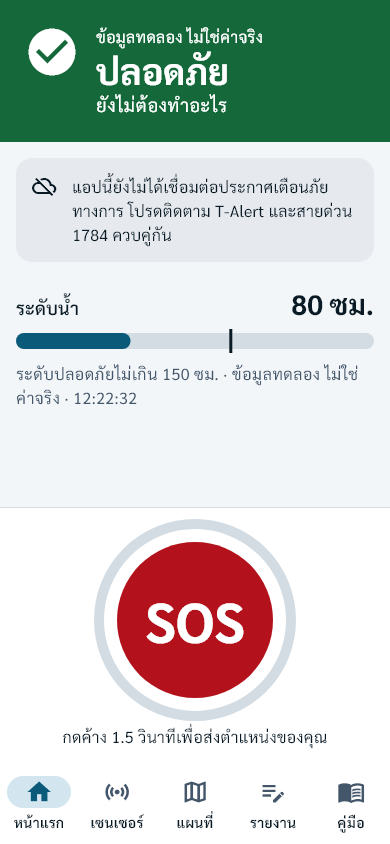 ข้อมูลทดลอง ไม่ใช่ค่าจริง
ปลอดภัย
ยังไม่ต้องทำอะไร
แอปนี้ยังไม่ได้เชื่อมต่อประกาศเตือนภัย
ทางการ โปรดติดตาม T-Alert และสายด่วน
1784 ควบคู่กัน
ระดับน้ำ 80 ซม.
ระดับปลอดภัยไม่เกิน 150 ซม. · ข้อมูลทดลอง ไม่ใช่
ค่าจริง · 12:22:32
SOS
กดค้าง 1.5 วินาทีเพื่อส่งตำแหน่งของคุณ
หน้าแรก เซนเซอร์ แผนที่ รายงาน คู่มือ